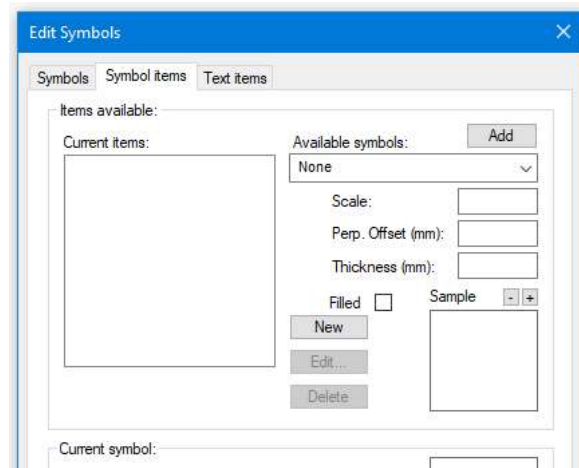 Edit Symbols
Symbols Symbol items Text items
Items available:
Current items:
Available symbols: Add
None
Scale:
Perp. Offset (mm):
Thickness (mm):
Filled Sample - +
New
Edit...
Delete
Current symbol: